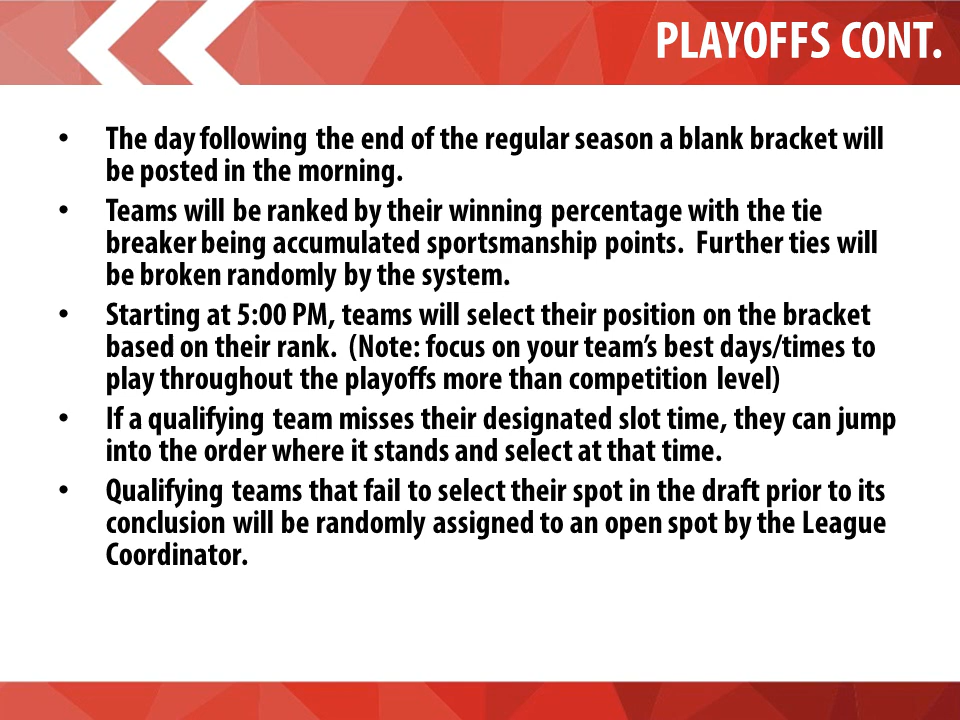 PLAYOFFS CONT.
• The day following the end of the regular season a blank bracket will
be posted in the morning.
• Teams will be ranked by their winning percentage with the tie
breaker being accumulated sportsmanship points.  Further ties will
be broken randomly by the system.
• Starting at 5:00 PM, teams will select their position on the bracket
based on their rank.  (Note: focus on your team’s best days/times to
play throughout the playoffs more than competition level)
• If a qualifying team misses their designated slot time, they can jump
into the order where it stands and select at that time.
• Qualifying teams that fail to select their spot in the draft prior to its
conclusion will be randomly assigned to an open spot by the League
Coordinator.